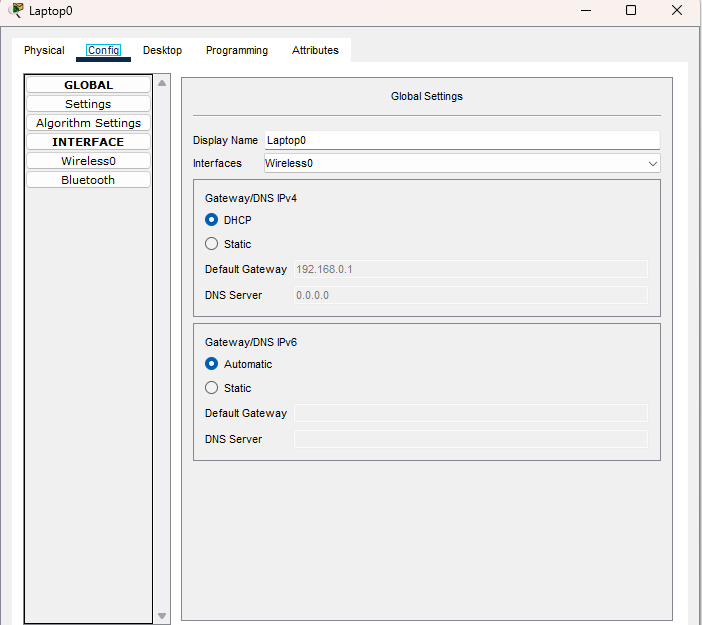 Laptop0
Physical Config Desktop Programming Attributes
GLOBAL
Settings
Algorithm Settings
INTERFACE
Wireless0
Bluetooth
Global Settings
Display Name Laptop0
Interfaces Wireless0
Gateway/DNS IPv4
DHCP
Static
Default Gateway 192.168.0.1
DNS Server 0.0.0.0
Gateway/DNS IPv6
Automatic
Static
Default Gateway
DNS Server